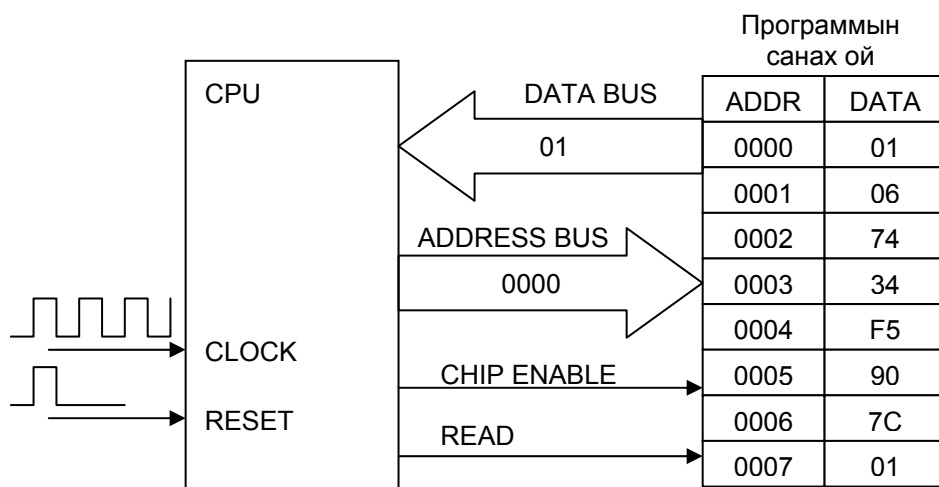 Программын
санах ой
CPU
DATA BUS
01
ADDRESS BUS
0000
CLOCK
RESET
CHIP ENABLE
READ
ADDR DATA
0000 01
0001 06
0002 74
0003 34
0004 F5
0005 90
0006 7C
0007 01